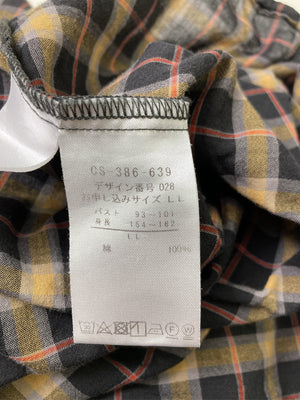 CS-386-639
デザイン番号 028
お申し込みサイズ LL
バスト 93-101
身長 154-162
LL
綿 100%